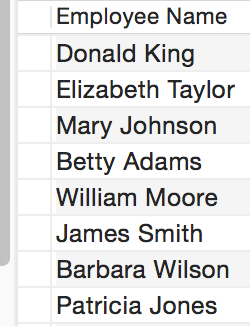 Employee Name
Donald King
Elizabeth Taylor
Mary Johnson
Betty Adams
William Moore
James Smith
Barbara Wilson
Patricia Jones